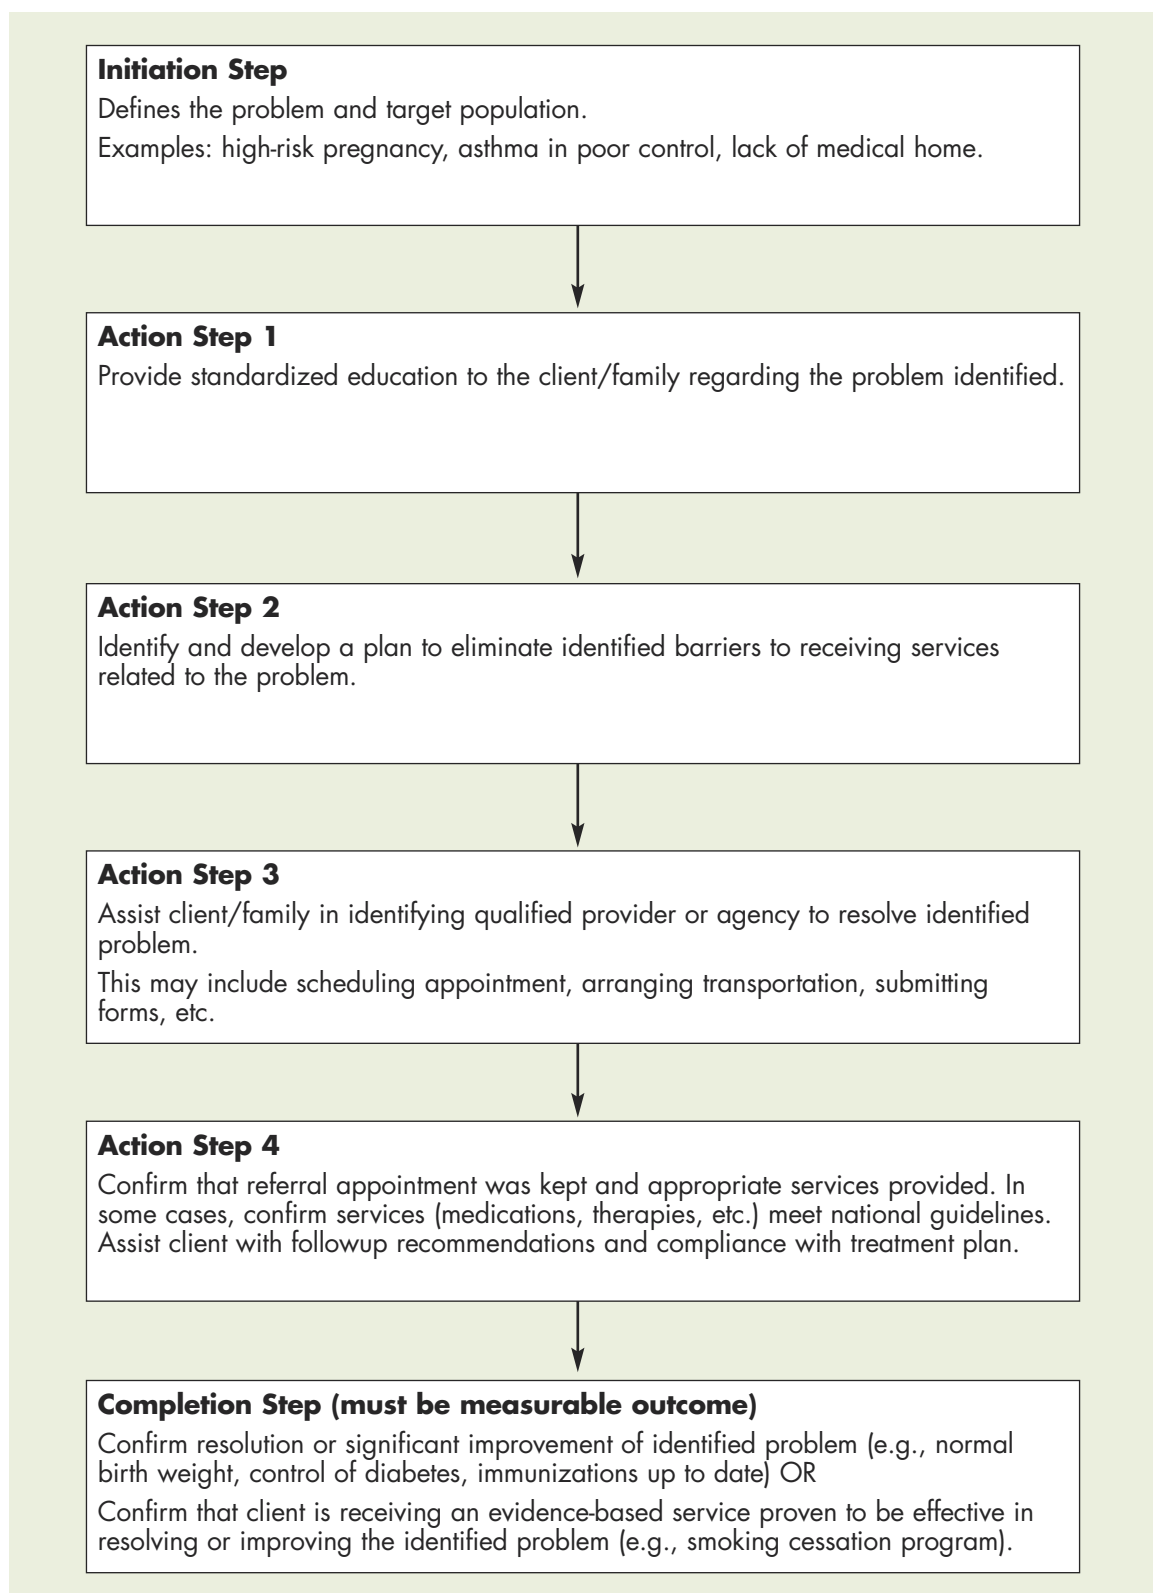 Initiation Step
Defines the problem and target population.
Examples: high-risk pregnancy, asthma in poor control, lack of medical home.
Action Step 1
Provide standardized education to the client/family regarding the problem identified.
Action Step 2
Identify and develop a plan to eliminate identified barriers to receiving services
related to the problem.
Action Step 3
Assist client/family in identifying qualified provider or agency to resolve identified
problem.
This may include scheduling appointment, arranging transportation, submitting
forms, etc.
Action Step 4
Confirm that referral appointment was kept and appropriate services provided. In
some cases, confirm services (medications, therapies, etc.) meet national guidelines.
Assist client with followup recommendations and compliance with treatment plan.
Completion Step (must be measurable outcome)
Confirm resolution or significant improvement of identified problem (e.g., normal
birth weight, control of diabetes, immunizations up to date) OR
Confirm that client is receiving an evidence-based service proven to be effective in
resolving or improving the identified problem (e.g., smoking cessation program).